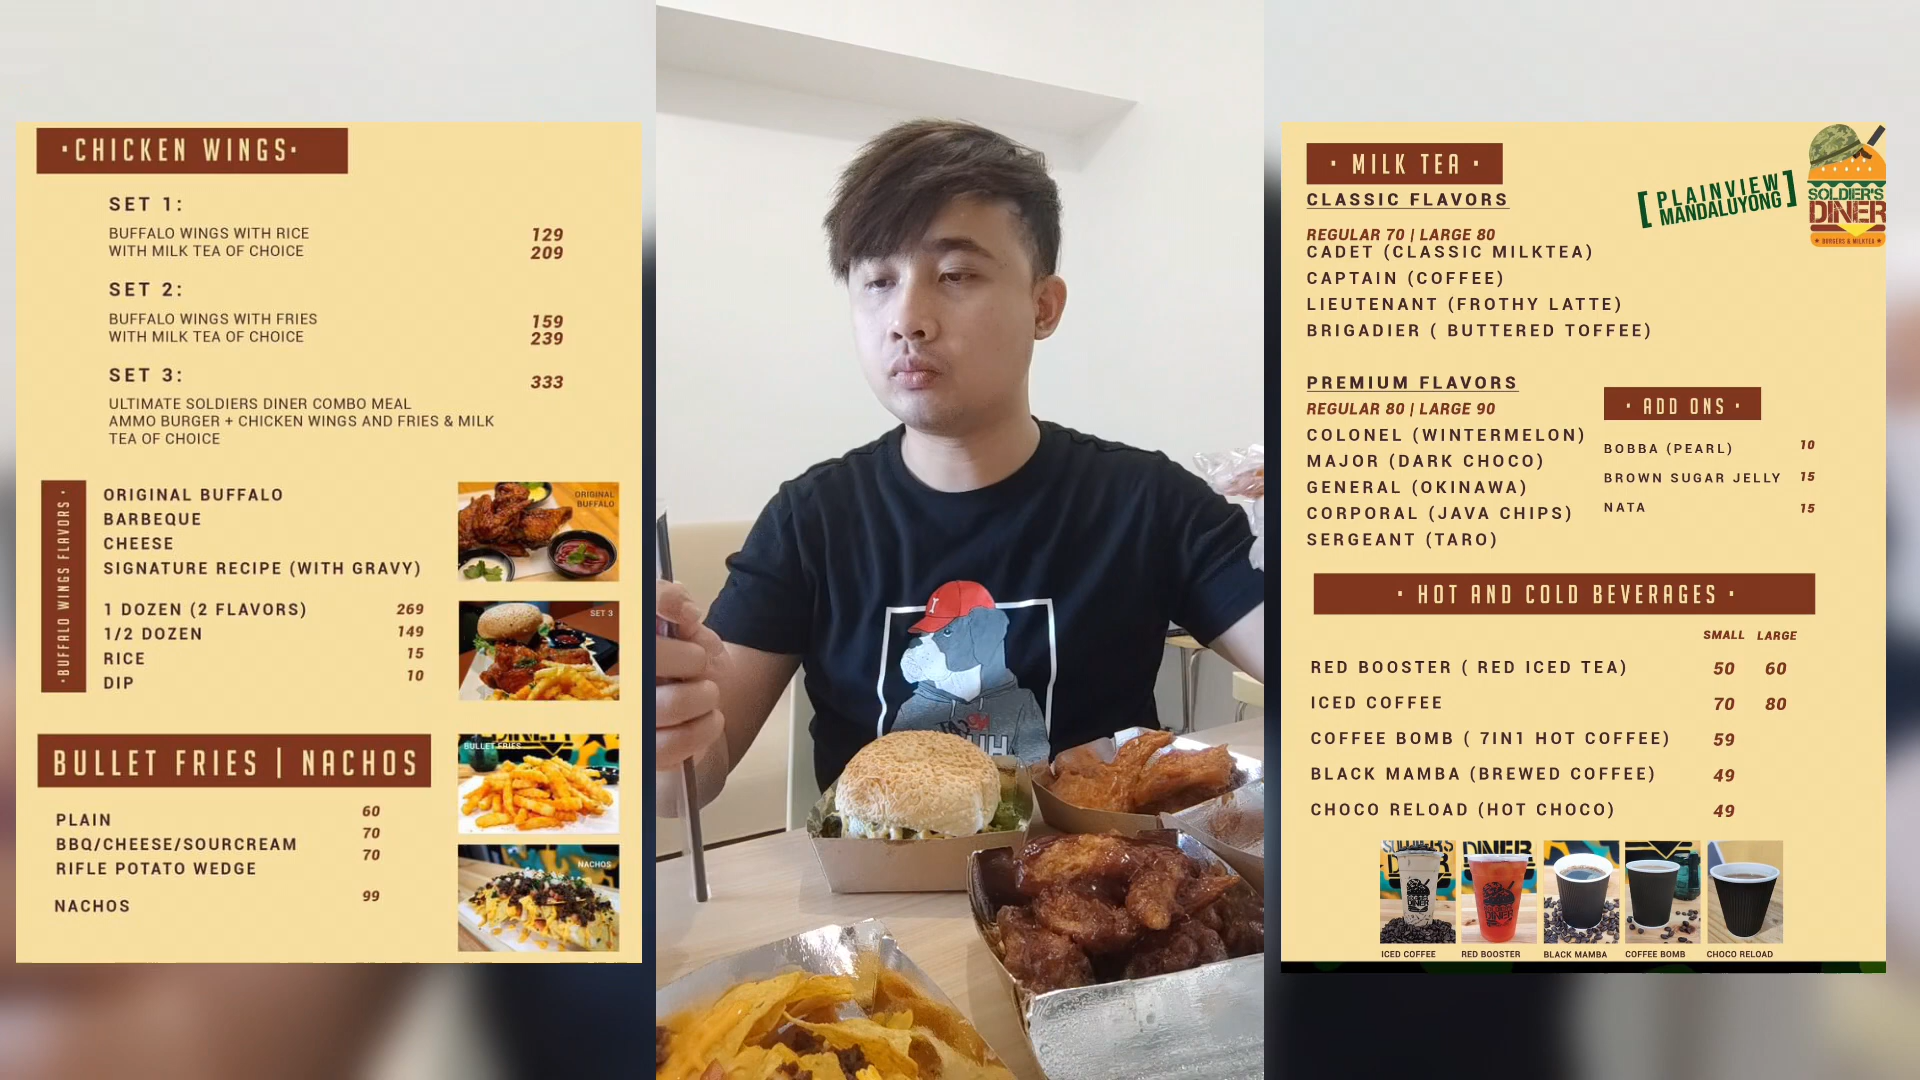 ·CHICKEN WINGS·
SET 1:
BUFFALO WINGS WITH RICE 129
WITH MILK TEA OF CHOICE 209
SET 2:
BUFFALO WINGS WITH FRIES 159
WITH MILK TEA OF CHOICE 239
SET 3: 333
ULTIMATE SOLDIERS DINER COMBO MEAL
AMMO BURGER + CHICKEN WINGS AND FRIES & MILK
TEA OF CHOICE
·BUFFALO WINGS FLAVORS·
ORIGINAL BUFFALO
BARBEQUE
CHEESE
SIGNATURE RECIPE (WITH GRAVY)
1 DOZEN (2 FLAVORS) 269
1/2 DOZEN 149
RICE 15
DIP 10
ORIGINAL
BUFFALO
SET 3
BULLET FRIES | NACHOS
PLAIN 60
BBQ/CHEESE/SOURCREAM 70
RIFLE POTATO WEDGE 70
NACHOS 99
BULLET FRIES
DINER
NACHOS
I
· MILK TEA ·
CLASSIC FLAVORS
REGULAR 70 | LARGE 80
CADET (CLASSIC MILKTEA)
CAPTAIN (COFFEE)
LIEUTENANT (FROTHY LATTE)
BRIGADIER ( BUTTERED TOFFEE)
[PLAINVIEW
MANDALUYONG]
SOLDIER'S
DINER
BURGERS & MILKTEA
PREMIUM FLAVORS
REGULAR 80 | LARGE 90
COLONEL (WINTERMELON)
MAJOR (DARK CHOCO)
GENERAL (OKINAWA)
CORPORAL (JAVA CHIPS)
SERGEANT (TARO)
· ADD ONS ·
BOBBA (PEARL) 10
BROWN SUGAR JELLY 15
NATA 15
· HOT AND COLD BEVERAGES ·
SMALL LARGE
RED BOOSTER ( RED ICED TEA) 50 60
ICED COFFEE 70 80
COFFEE BOMB ( 7IN1 HOT COFFEE) 59
BLACK MAMBA (BREWED COFFEE) 49
CHOCO RELOAD (HOT CHOCO) 49
DINER
ICED COFFEE
RED BOOSTER
BLACK MAMBA
COFFEE BOMB
CHOCO RELOAD